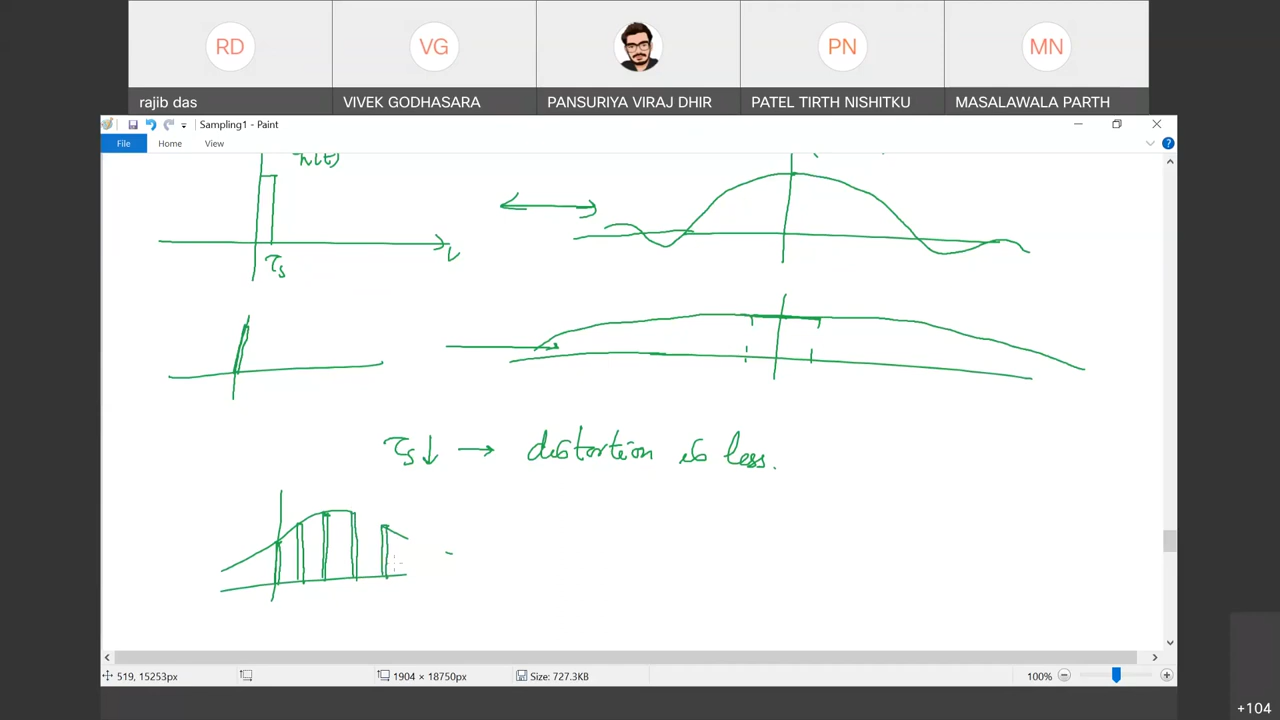 RD
VG
PN
MN
rajib das
VIVEK GODHASARA
PANSURIYA VIRAJ DHIR
PATEL TIRTH NISHITKU
MASALAWALA PARTH
Sampling1 - Paint
File
Home
View
h(t)
τs
τs↓ → distortion is less.
519, 15253px
1904 × 18750px
Size: 727.3KB
100%
+104